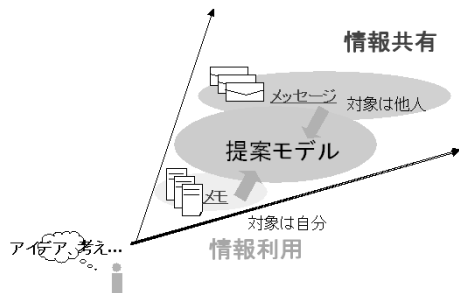 情報共有
メッセージ
対象は他人
提案モデル
メモ
対象は自分
アイデア、考え...
情報利用